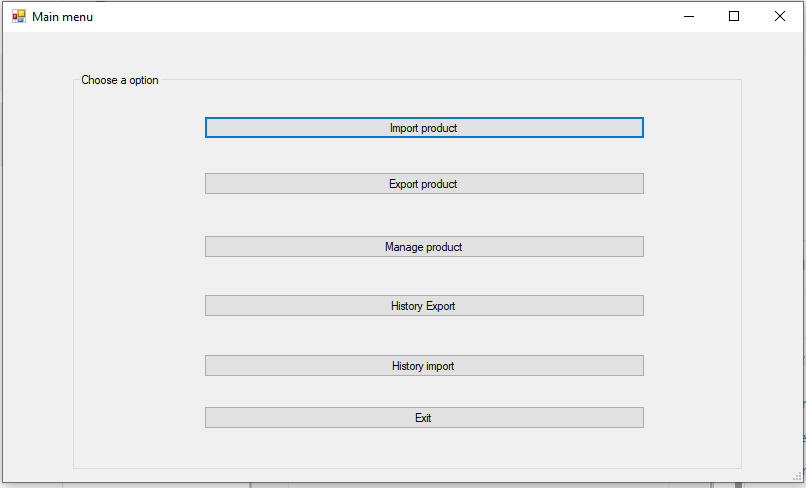 Main menu
Choose a option
Import product
Export product
Manage product
History Export
History import
Exit